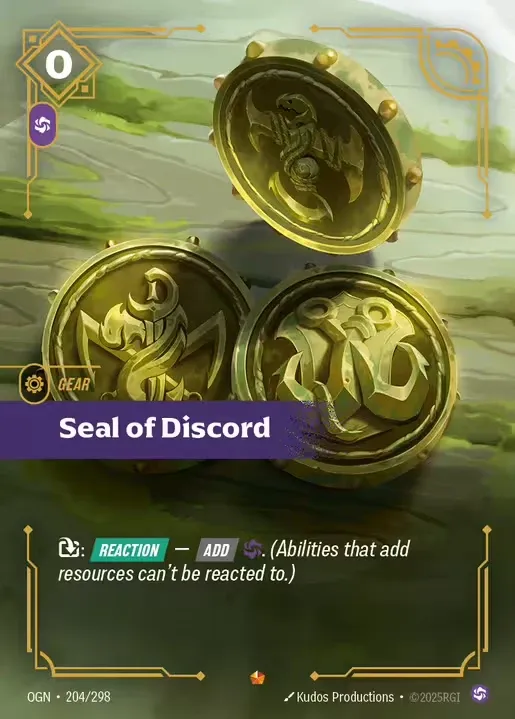 0
GEAR
Seal of Discord
: REACTION — ADD . (Abilities that add
resources can't be reacted to.)
OGN • 204/298
Kudos Productions • ©2025RGI